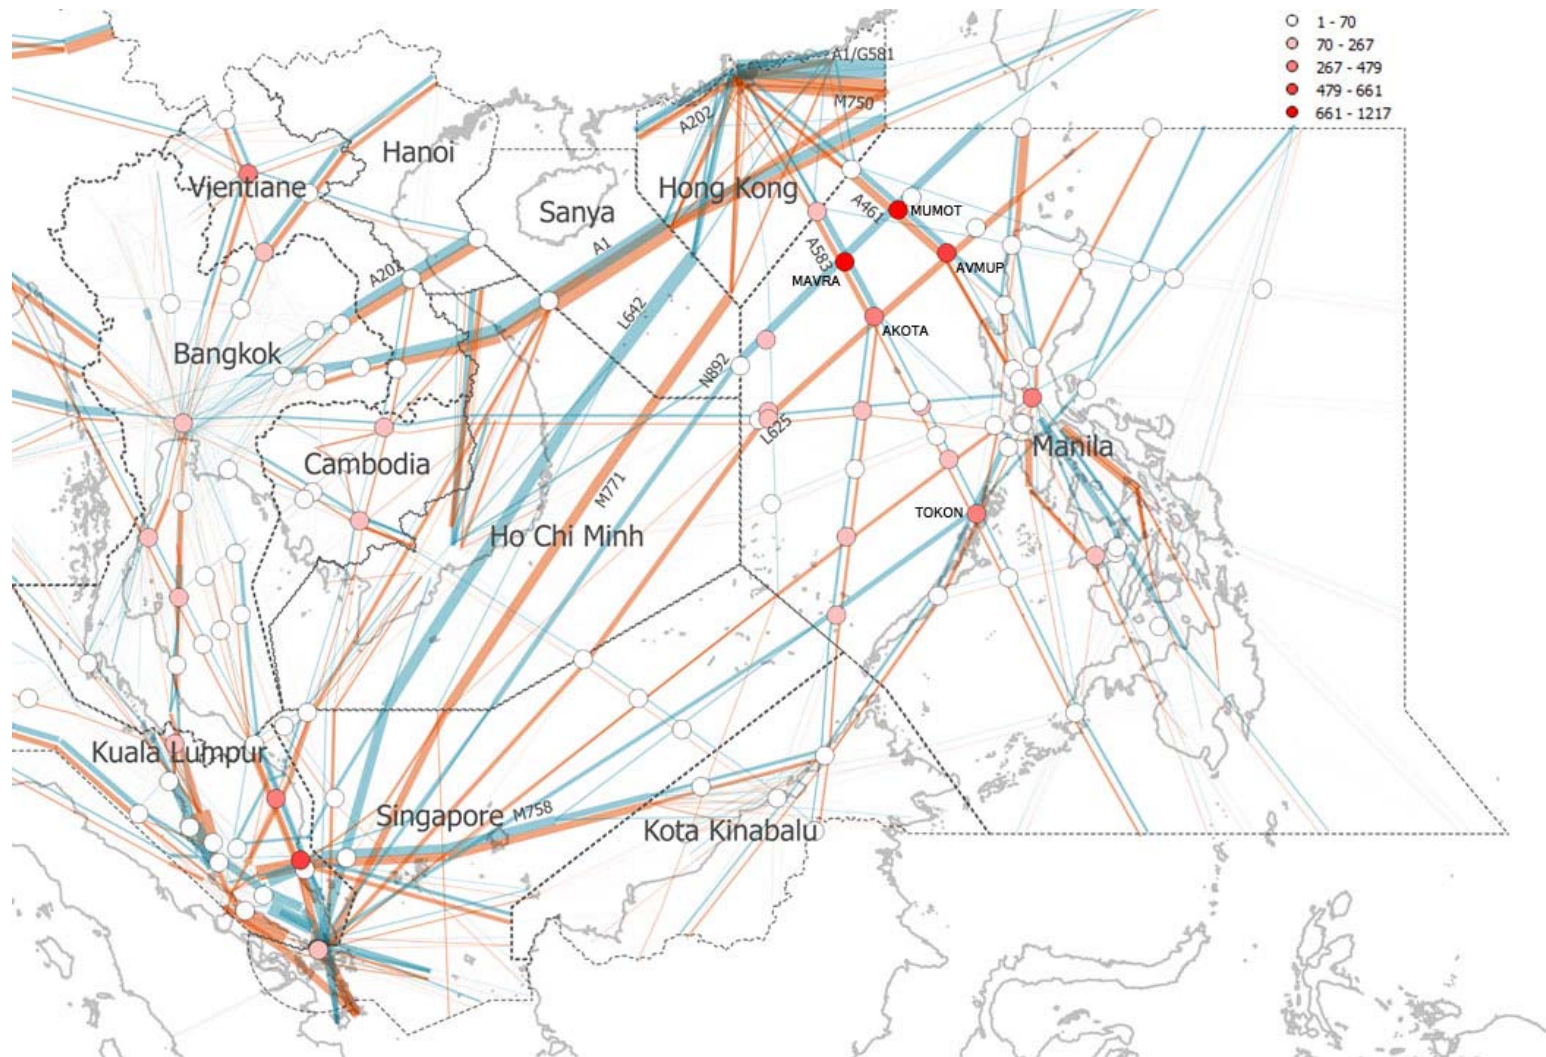 1 - 70
70 - 267
267 - 479
479 - 661
661 - 1217
A1/G581
M750
A202
Hanoi
Vientiane
Hong Kong
Sanya
A461
MUMOT
A1
A583
AVMUP
MAVRA
A202
L642
AKOTA
Bangkok
N892
L625
Manila
Cambodia
M771
TOKON
Ho Chi Minh
Kuala Lumpur
Singapore
M758
Kota Kinabalu